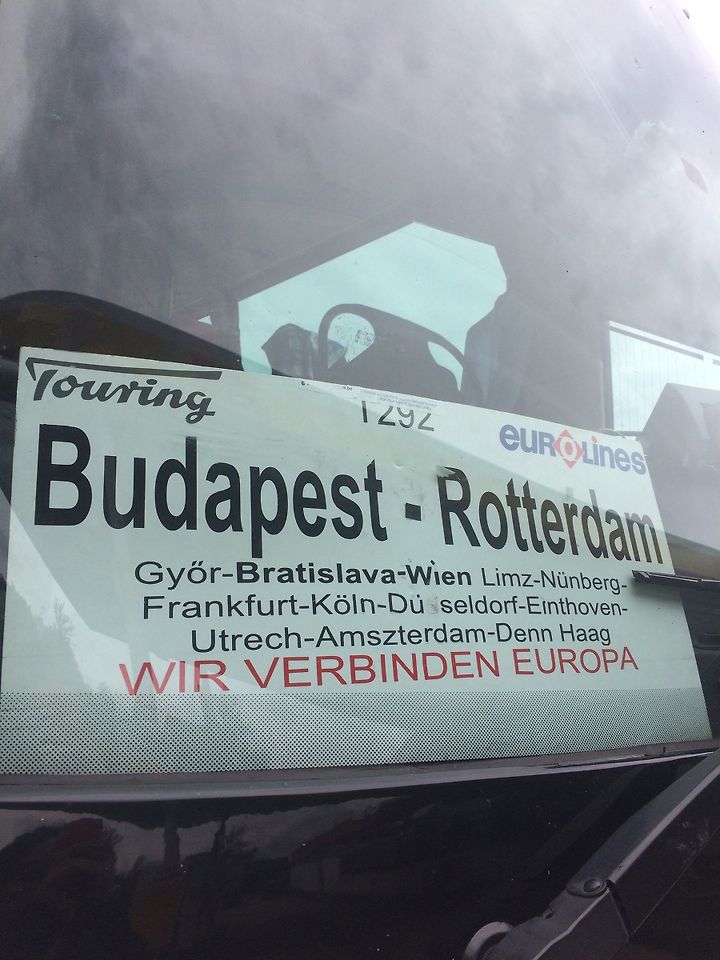 Touring
1292
EUROLINES
Budapest - Rotterdam
Győr-Bratislava-Wien Limz-Nünberg-
Frankfurt-Köln-Dü seldorf-Einthoven-
Utrech-Amszterdam-Denn Haag
WIR VERBINDEN EUROPA